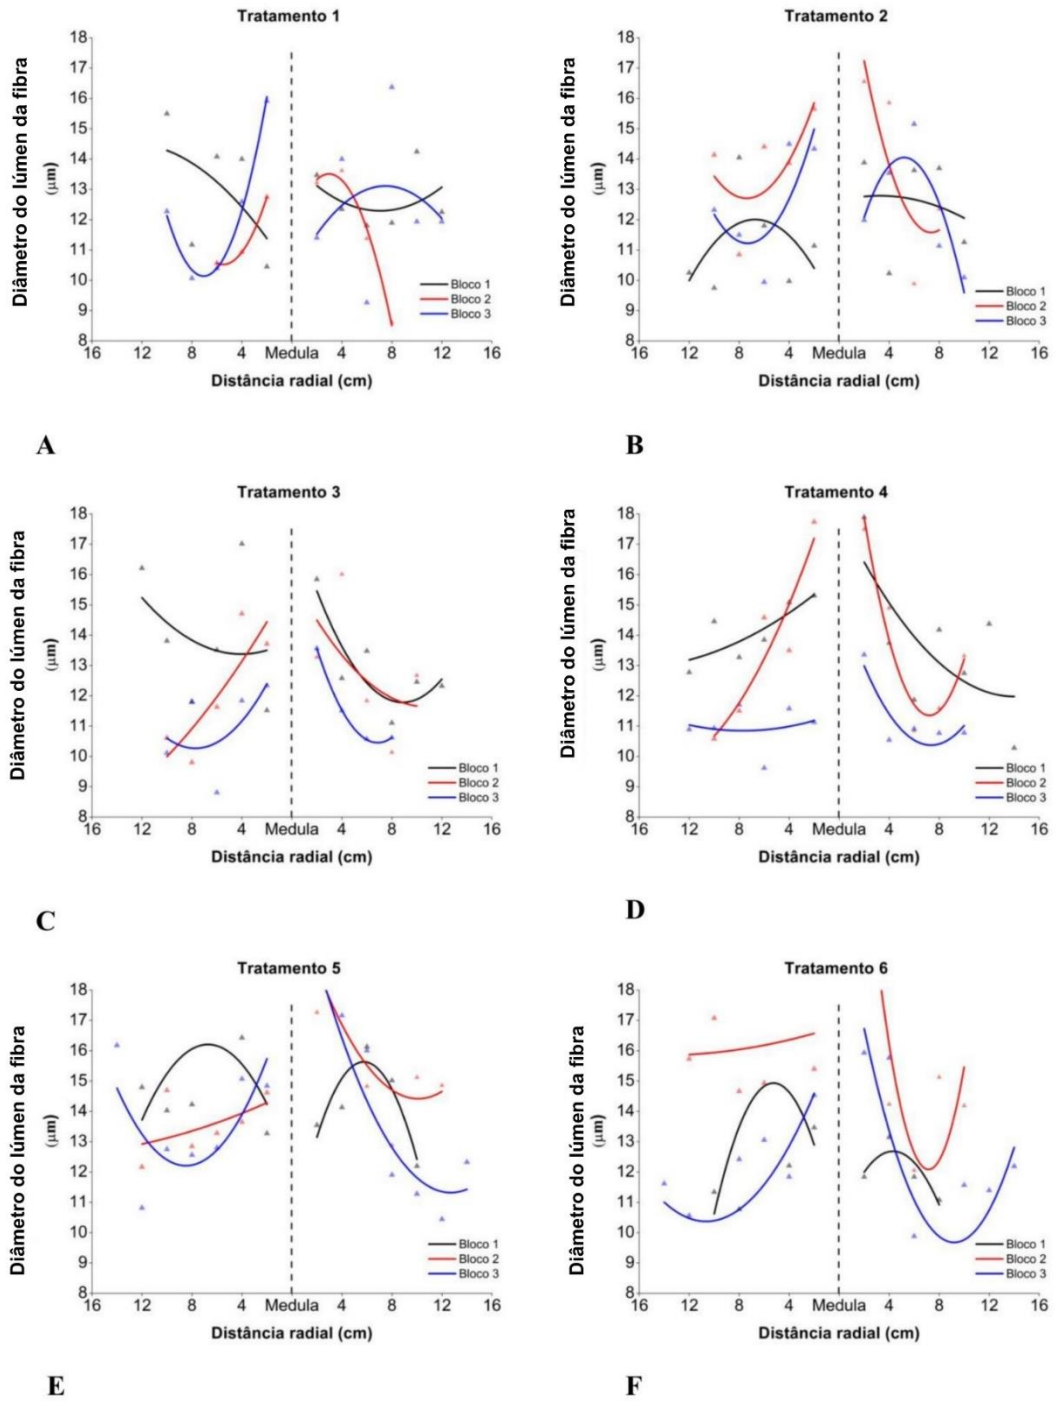 Tratamento 1
Diâmetro do lúmen da fibra
(µm)
18
17
16
15
14
13
12
11
10
9
8
Bloco 1
Bloco 2
Bloco 3
16 12 8 4 Medula 4 8 12 16
Distância radial (cm)
A
Tratamento 2
Diâmetro do lúmen da fibra
(µm)
18
17
16
15
14
13
12
11
10
9
8
Bloco 1
Bloco 2
Bloco 3
16 12 8 4 Medula 4 8 12 16
Distância radial (cm)
B
Tratamento 3
Diâmetro do lúmen da fibra
(µm)
18
17
16
15
14
13
12
11
10
9
8
Bloco 1
Bloco 2
Bloco 3
16 12 8 4 Medula 4 8 12 16
Distância radial (cm)
C
Tratamento 4
Diâmetro do lúmen da fibra
(µm)
18
17
16
15
14
13
12
11
10
9
8
Bloco 1
Bloco 2
Bloco 3
16 12 8 4 Medula 4 8 12 16
Distância radial (cm)
D
Tratamento 5
Diâmetro do lúmen da fibra
(µm)
18
17
16
15
14
13
12
11
10
9
8
Bloco 1
Bloco 2
Bloco 3
16 12 8 4 Medula 4 8 12 16
Distância radial (cm)
E
Tratamento 6
Diâmetro do lúmen da fibra
(µm)
18
17
16
15
14
13
12
11
10
9
8
Bloco 1
Bloco 2
Bloco 3
16 12 8 4 Medula 4 8 12 16
Distância radial (cm)
F